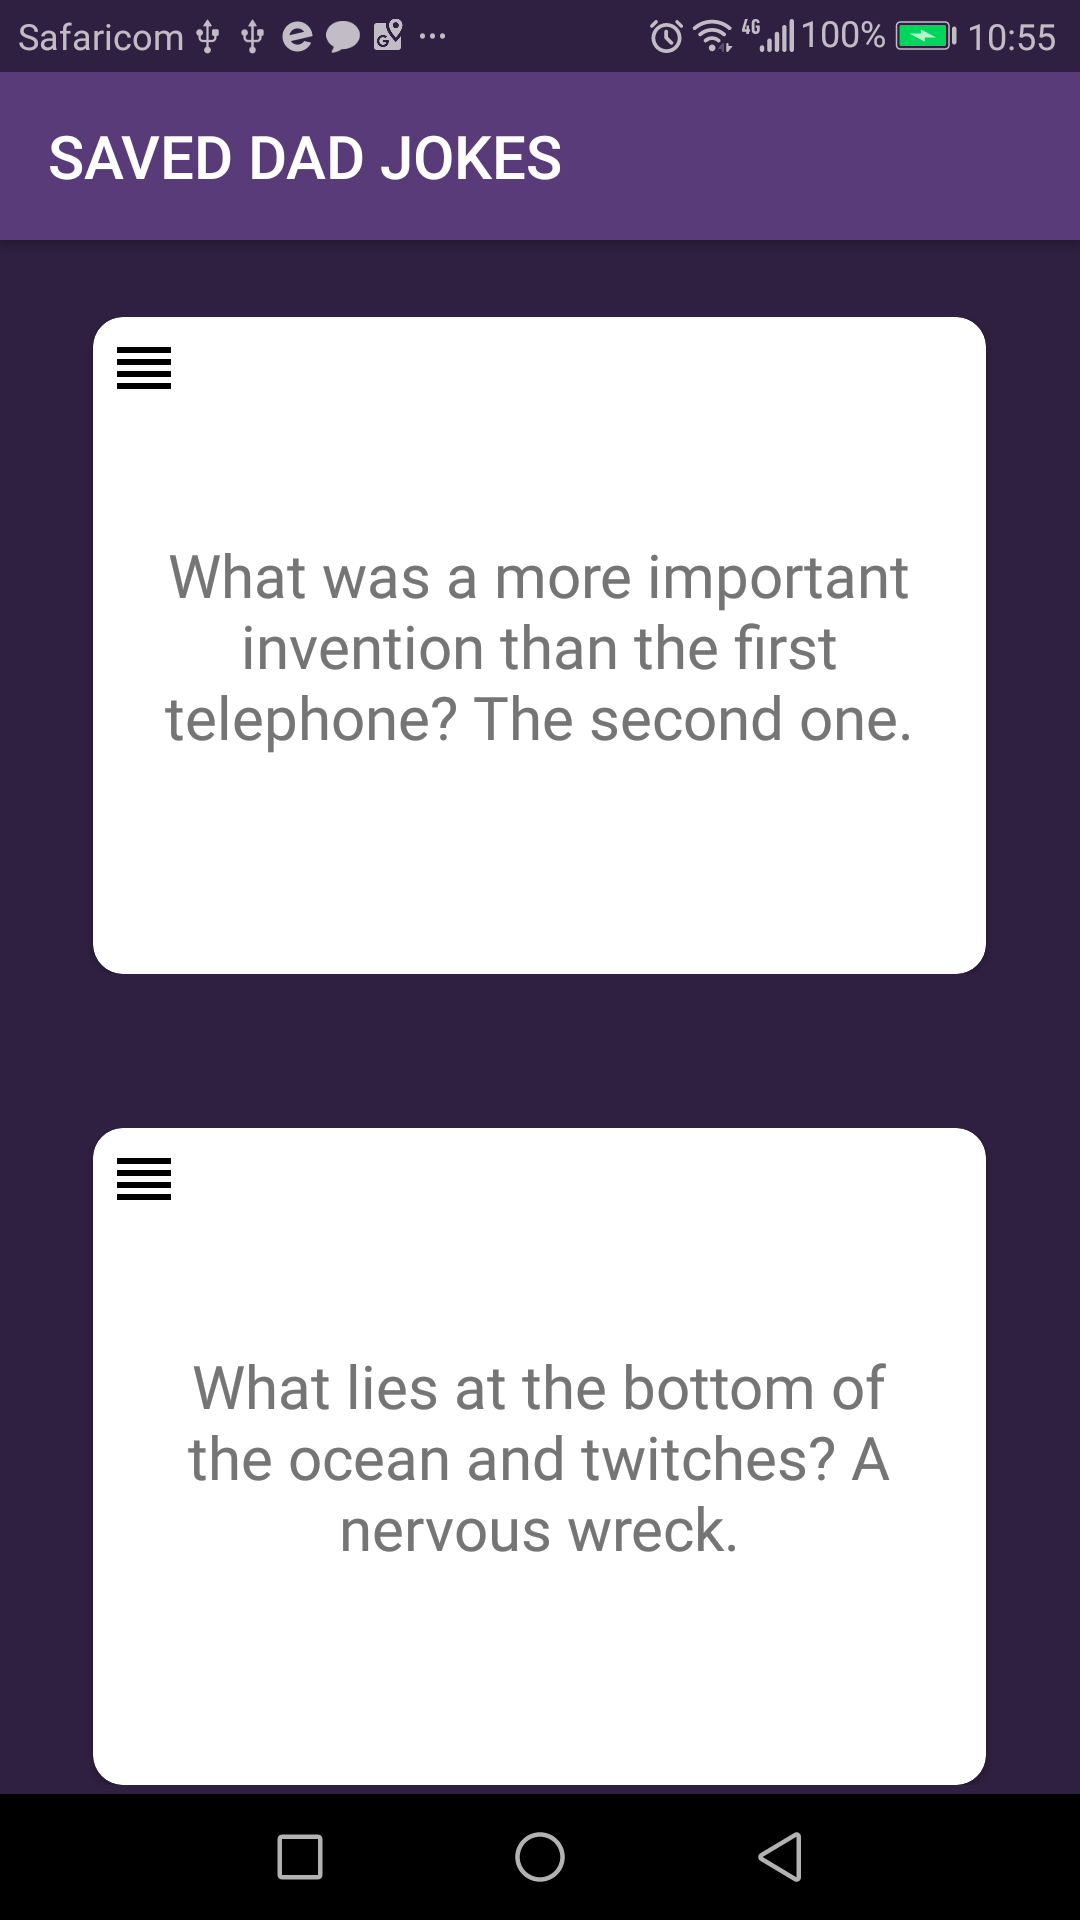 Safaricom 4G 100% 10:55
SAVED DAD JOKES
What was a more important
invention than the first
telephone? The second one.
What lies at the bottom of
the ocean and twitches? A
nervous wreck.